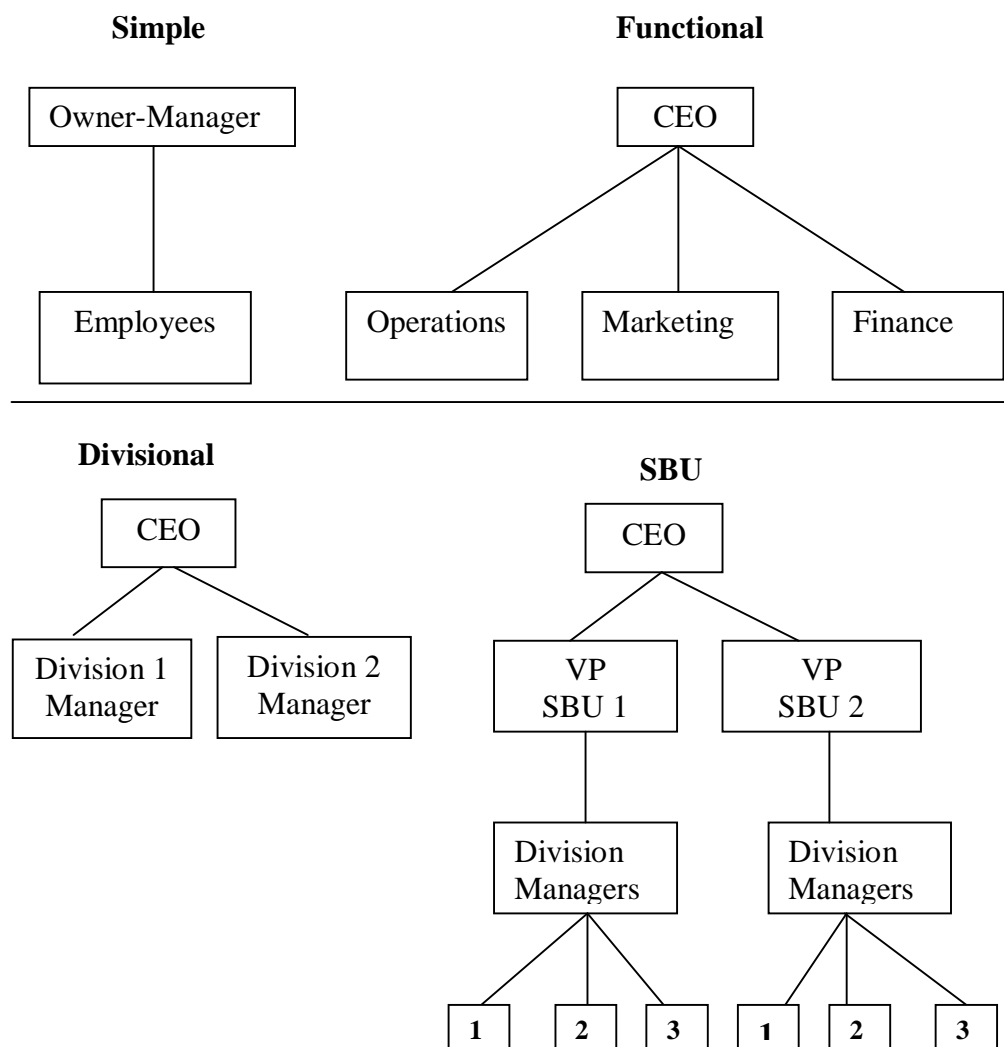 Simple
Functional
Owner-Manager
CEO
Employees
Operations
Marketing
Finance
Divisional
SBU
CEO
CEO
Division 1
Manager
Division 2
Manager
VP
SBU 1
VP
SBU 2
Division
Managers
Division
Managers
1
2
3
1
2
3